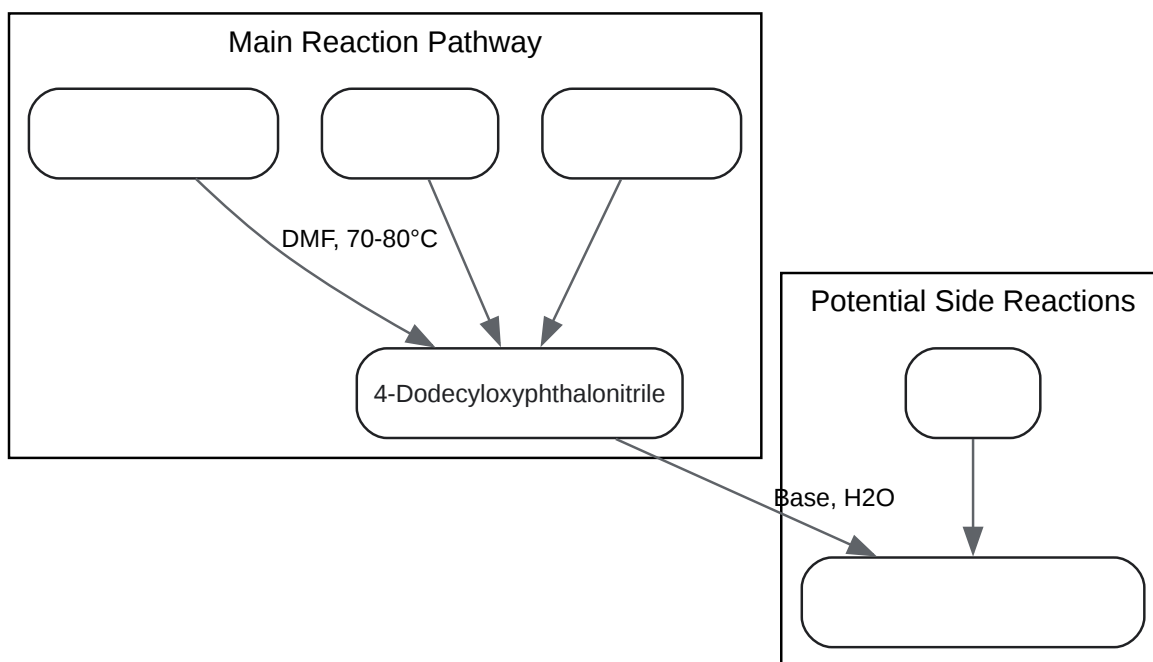 Main Reaction Pathway
DMF, 70-80°C
4-Dodecyloxyphthalonitrile
Potential Side Reactions
Base, H2O